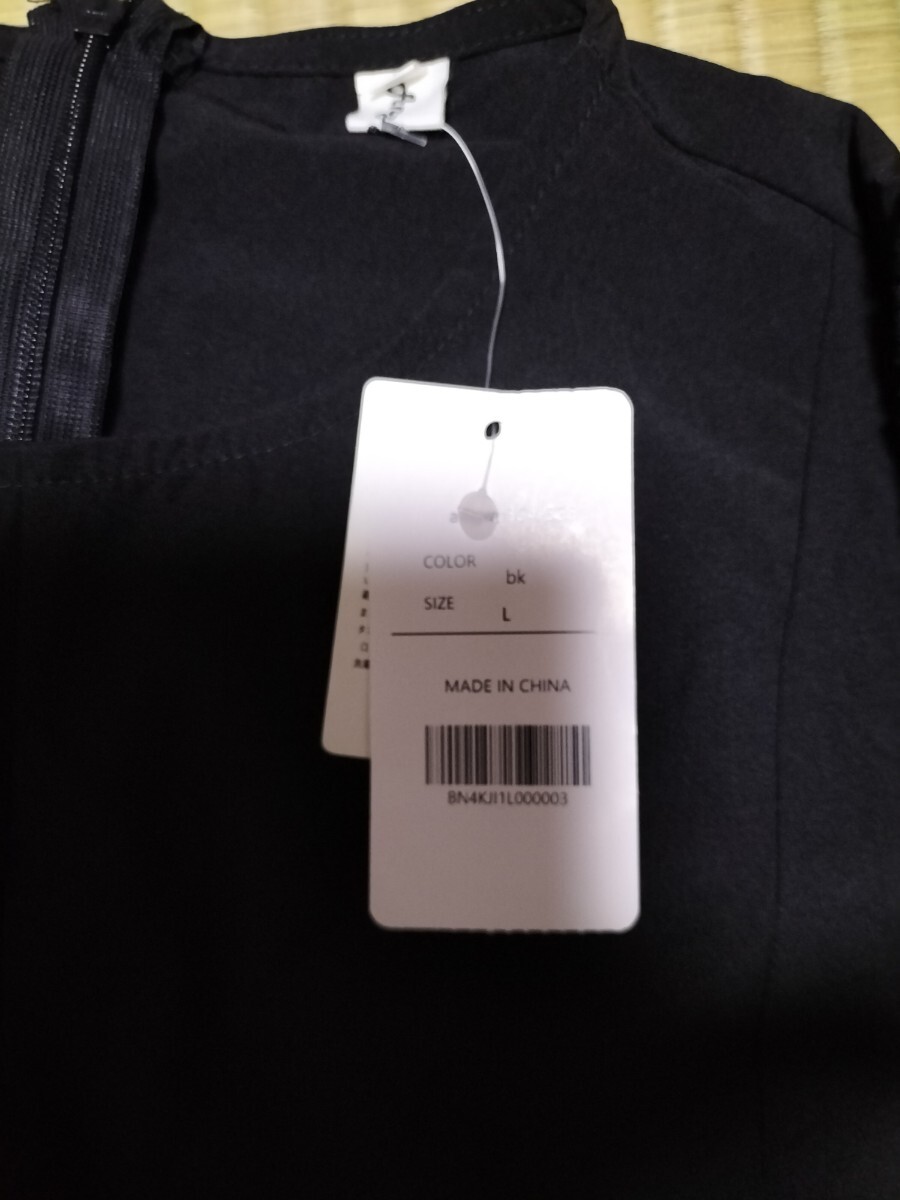 COLOR bk
SIZE L
MADE IN CHINA
BN4KJI1L000003